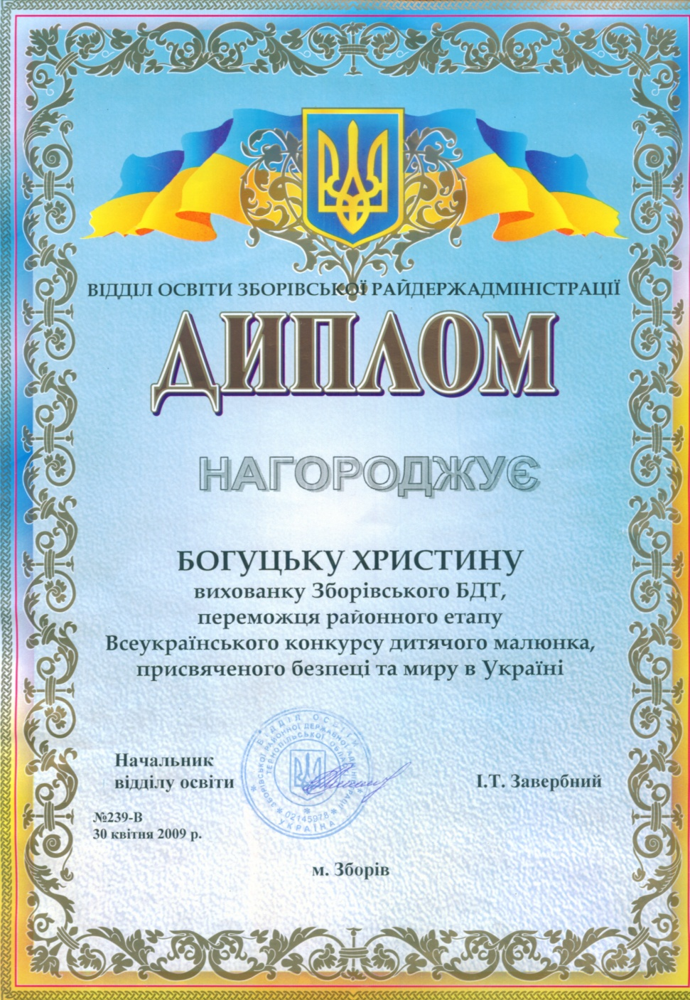 ВІДДІЛ ОСВІТИ ЗБОРІВСЬКОЇ РАЙДЕРЖАДМІНІСТРАЦІЇ
ДИПЛОМ
НАГОРОДЖУЄ
БОГУЦЬКУ ХРИСТИНУ
вихованку Зборівського БДТ,
переможця районного етапу
Всеукраїнського конкурсу дитячого малюнка,
присвяченого безпеці та миру в Україні
Начальник
відділу освіти
І.Т. Завербний
ВІДДІЛ ОСВІТИ
ЗБОРІВСЬКОЇ РАЙОННОЇ ДЕРЖАВНОЇ
ТЕРНОПІЛЬСЬКОЇ
02145978
УКРАЇНА
№239-В
30 квітня 2009 р.
м. Зборів